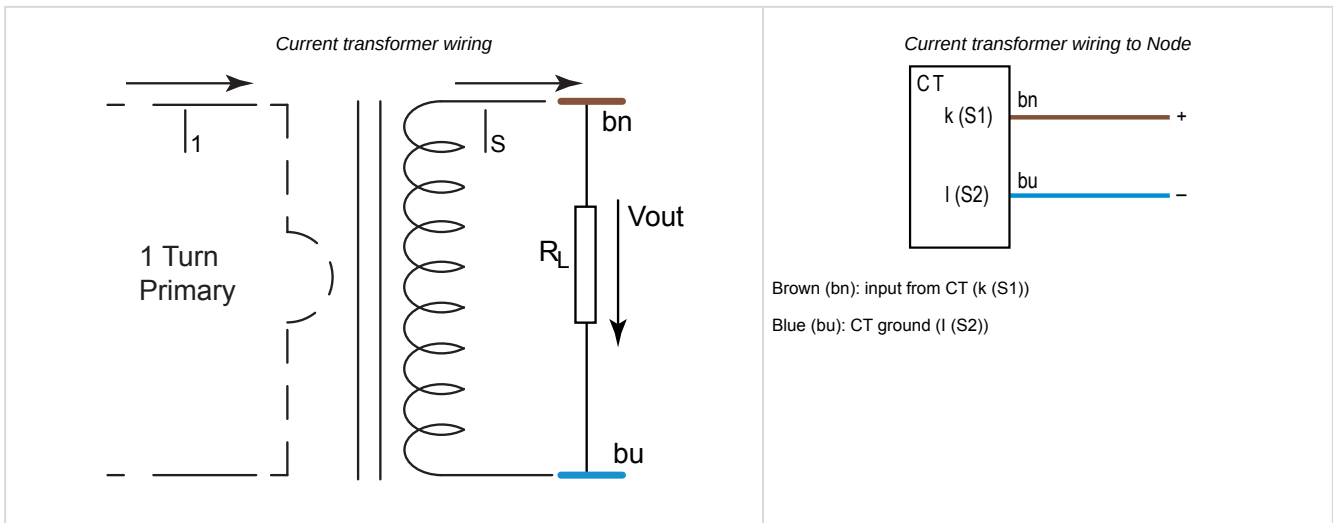 Current transformer wiring
I1
IS
bn
1 Turn
Primary
RL
Vout
bu
Current transformer wiring to Node
CT
k (S1)
bn
+
l (S2)
bu
–
Brown (bn): input from CT (k (S1))
Blue (bu): CT ground (l (S2))